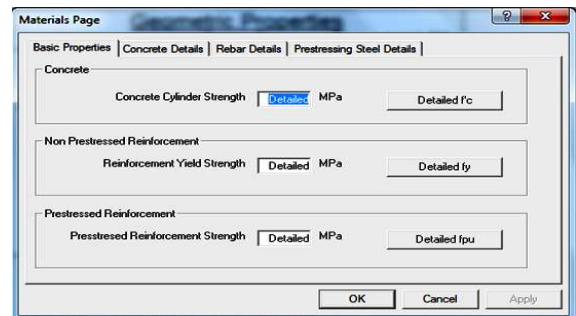 Geometric Properties
Materials Page
Basic Properties Concrete Details Rebar Details Prestressing Steel Details
Concrete
Concrete Cylinder Strength Detailed MPa Detailed f'c
Non Prestressed Reinforcement
Reinforcement Yield Strength Detailed MPa Detailed fy
Prestressed Reinforcement
Presstresed Reinforcement Strength Detailed MPa Detailed fpu
OK Cancel Apply